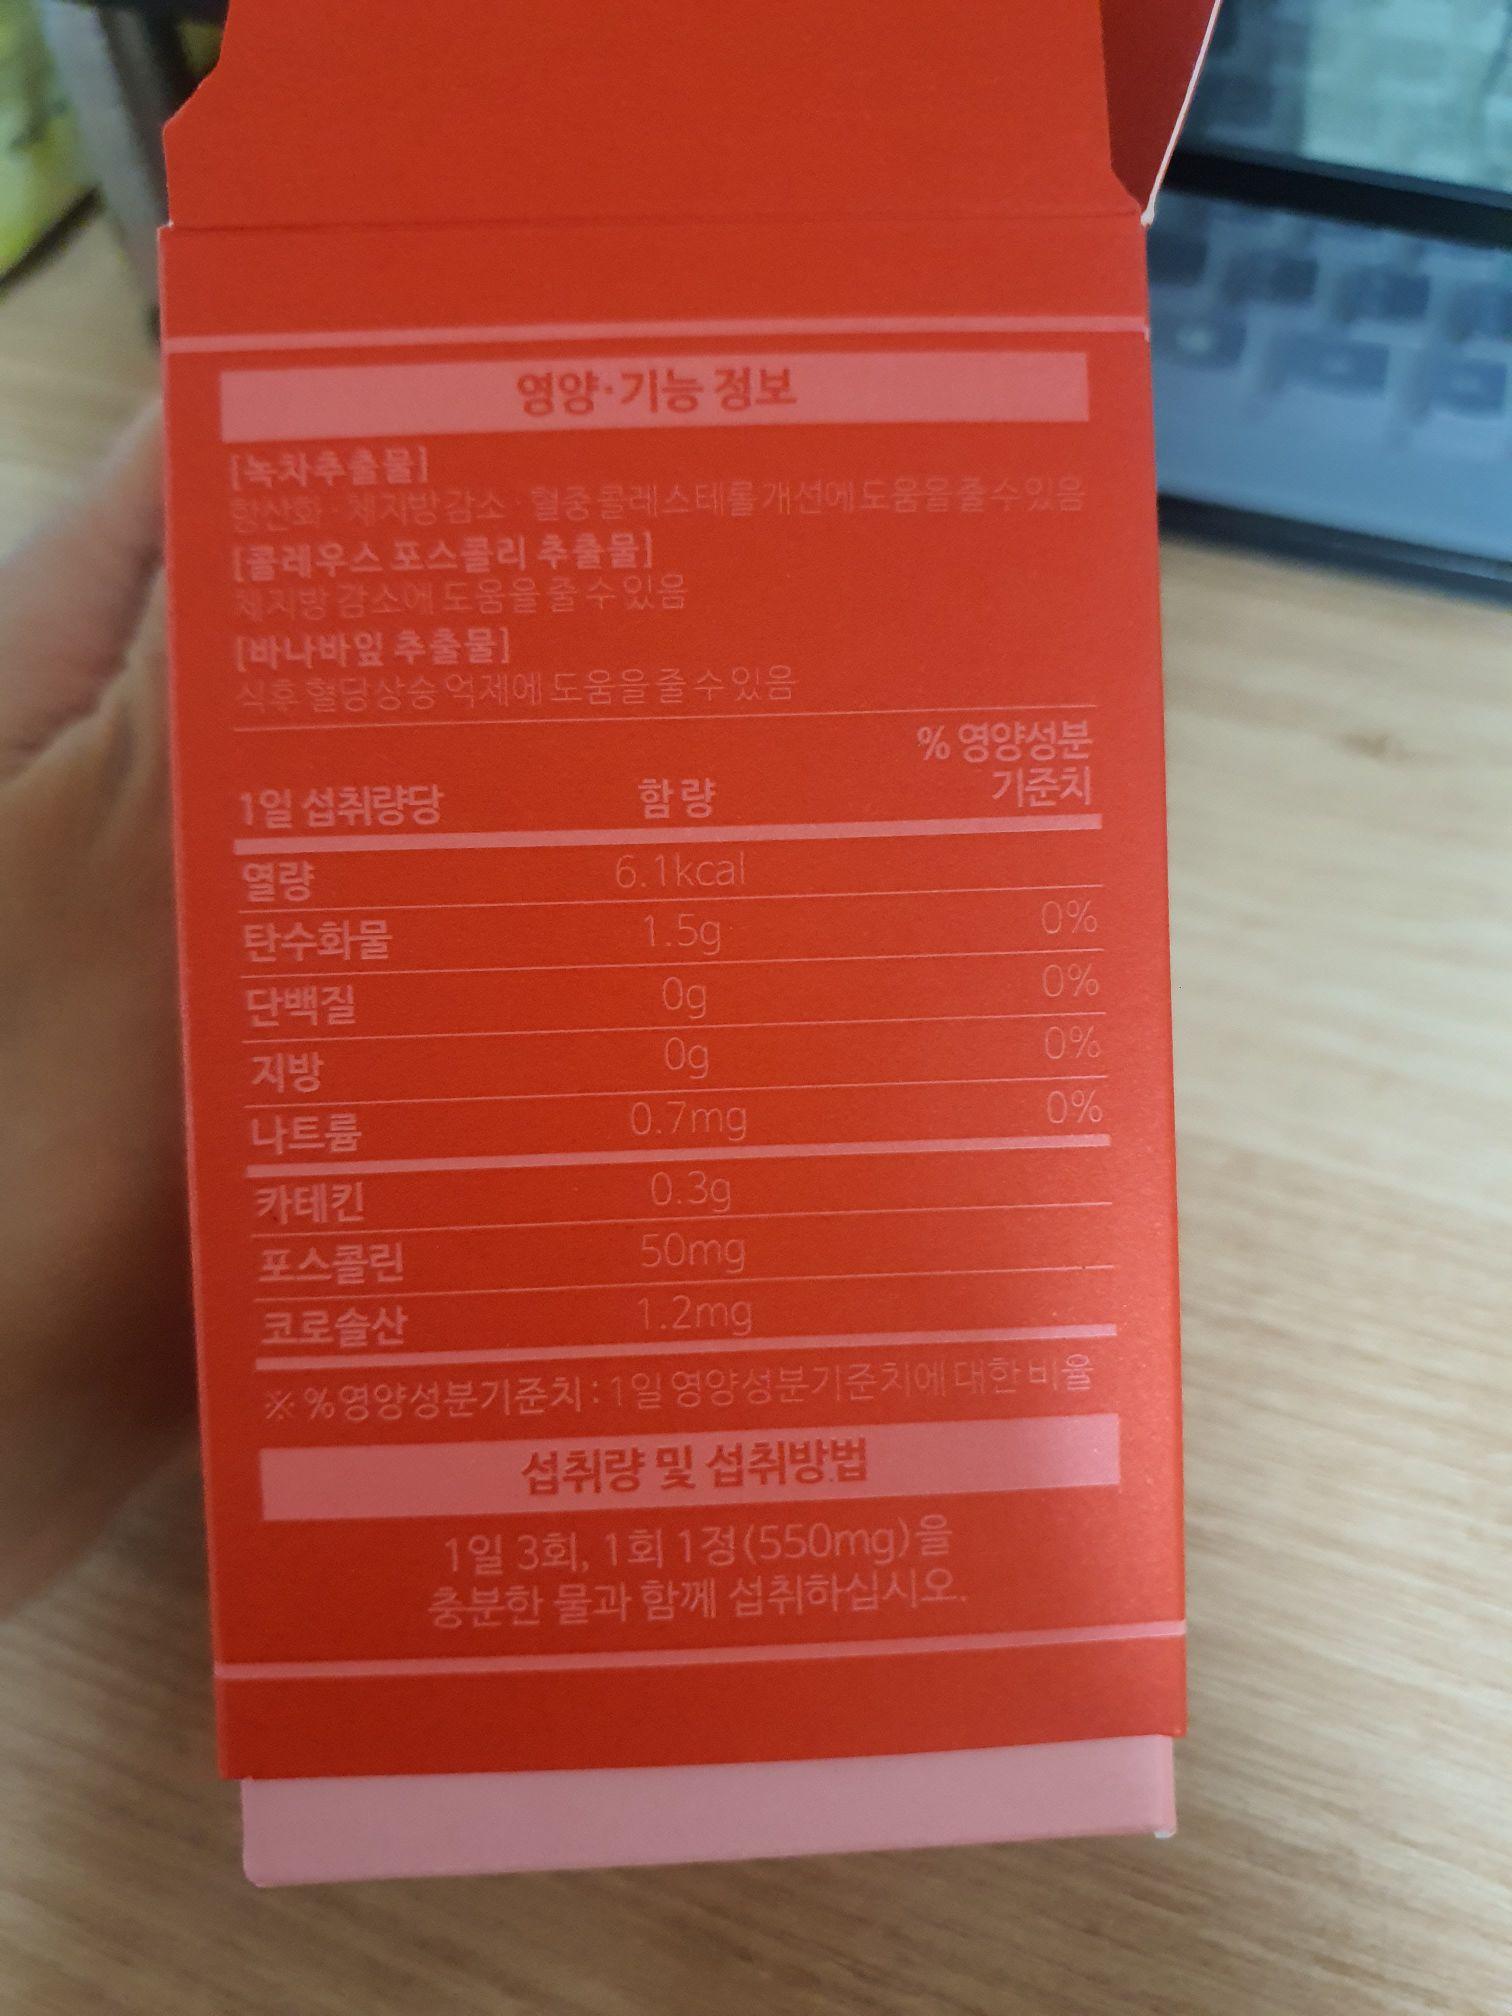 영양·기능 정보
[녹차추출물]
항산화·체지방 감소·혈중 콜레스테롤 개선에 도움을 줄 수 있음
[콜레우스 포스콜리 추출물]
체지방 감소에 도움을 줄 수 있음
[바나바잎 추출물]
식후 혈당상승 억제에 도움을 줄 수 있음
1일 섭취량당 함 량 % 영양성분 기준치
열량 6.1kcal
탄수화물 1.5g 0%
단백질 0g 0%
지방 0g 0%
나트륨 0.7mg 0%
카테킨 0.3g
포스콜린 50mg
코로솔산 1.2mg
※ % 영양성분기준치 : 1일 영양성분기준치에 대한 비율
섭취량 및 섭취방법
1일 3회, 1회 1정(550mg)을
충분한 물과 함께 섭취하십시오.